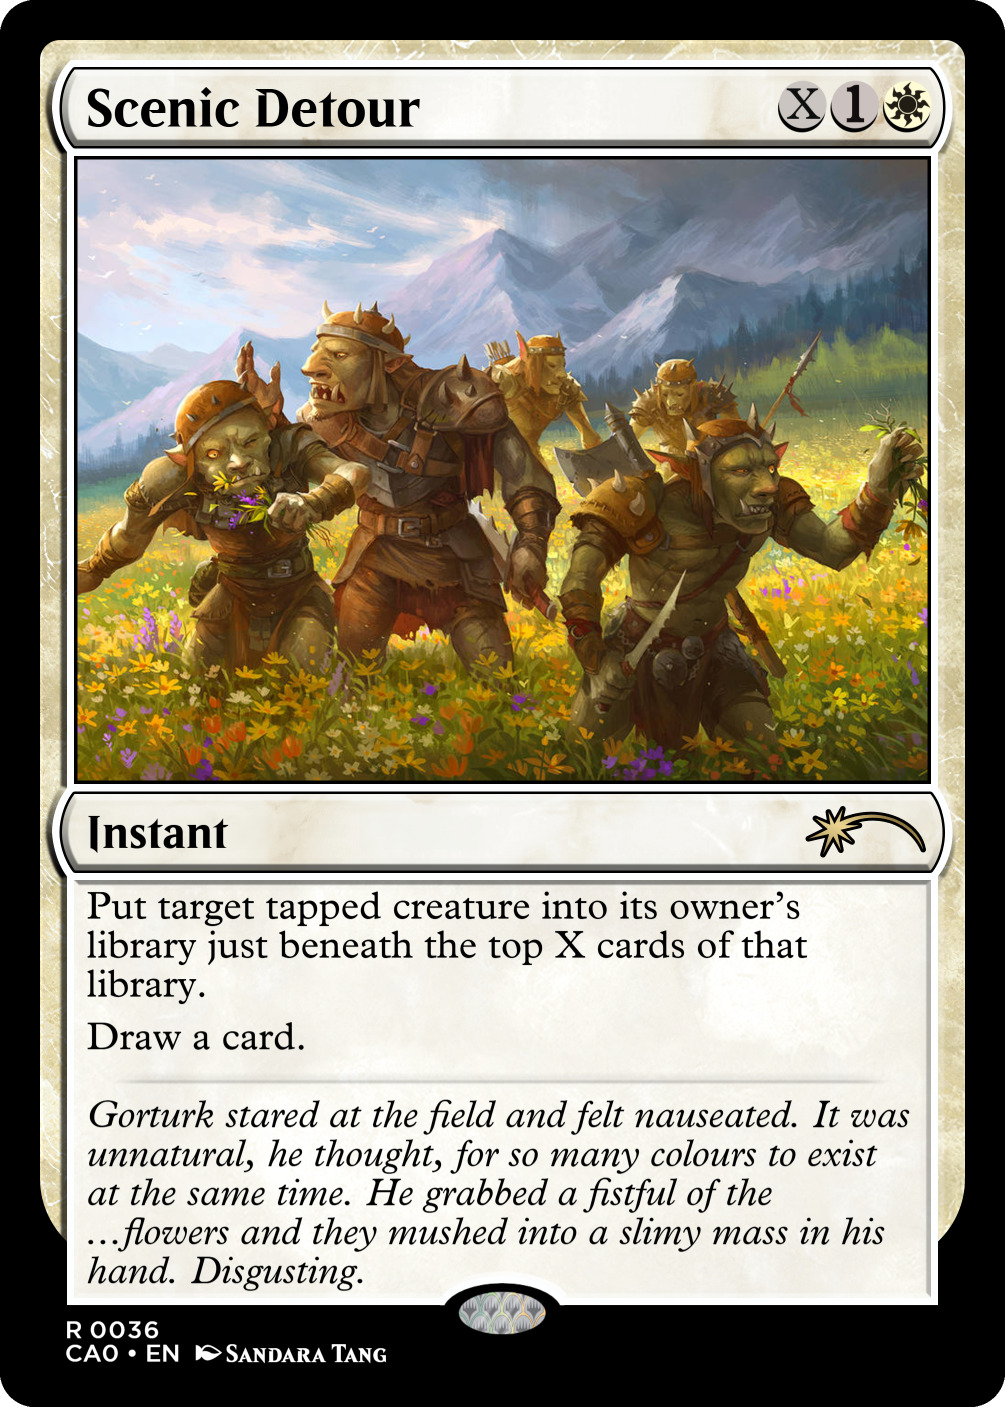 Scenic Detour X 1
Instant
Put target tapped creature into its owner's
library just beneath the top X cards of that
library.
Draw a card.
Gorturk stared at the field and felt nauseated. It was
unnatural, he thought, for so many colours to exist
at the same time. He grabbed a fistful of the
…flowers and they mushed into a slimy mass in his
hand. Disgusting.
R 0036
CAO • EN SANDARA TANG